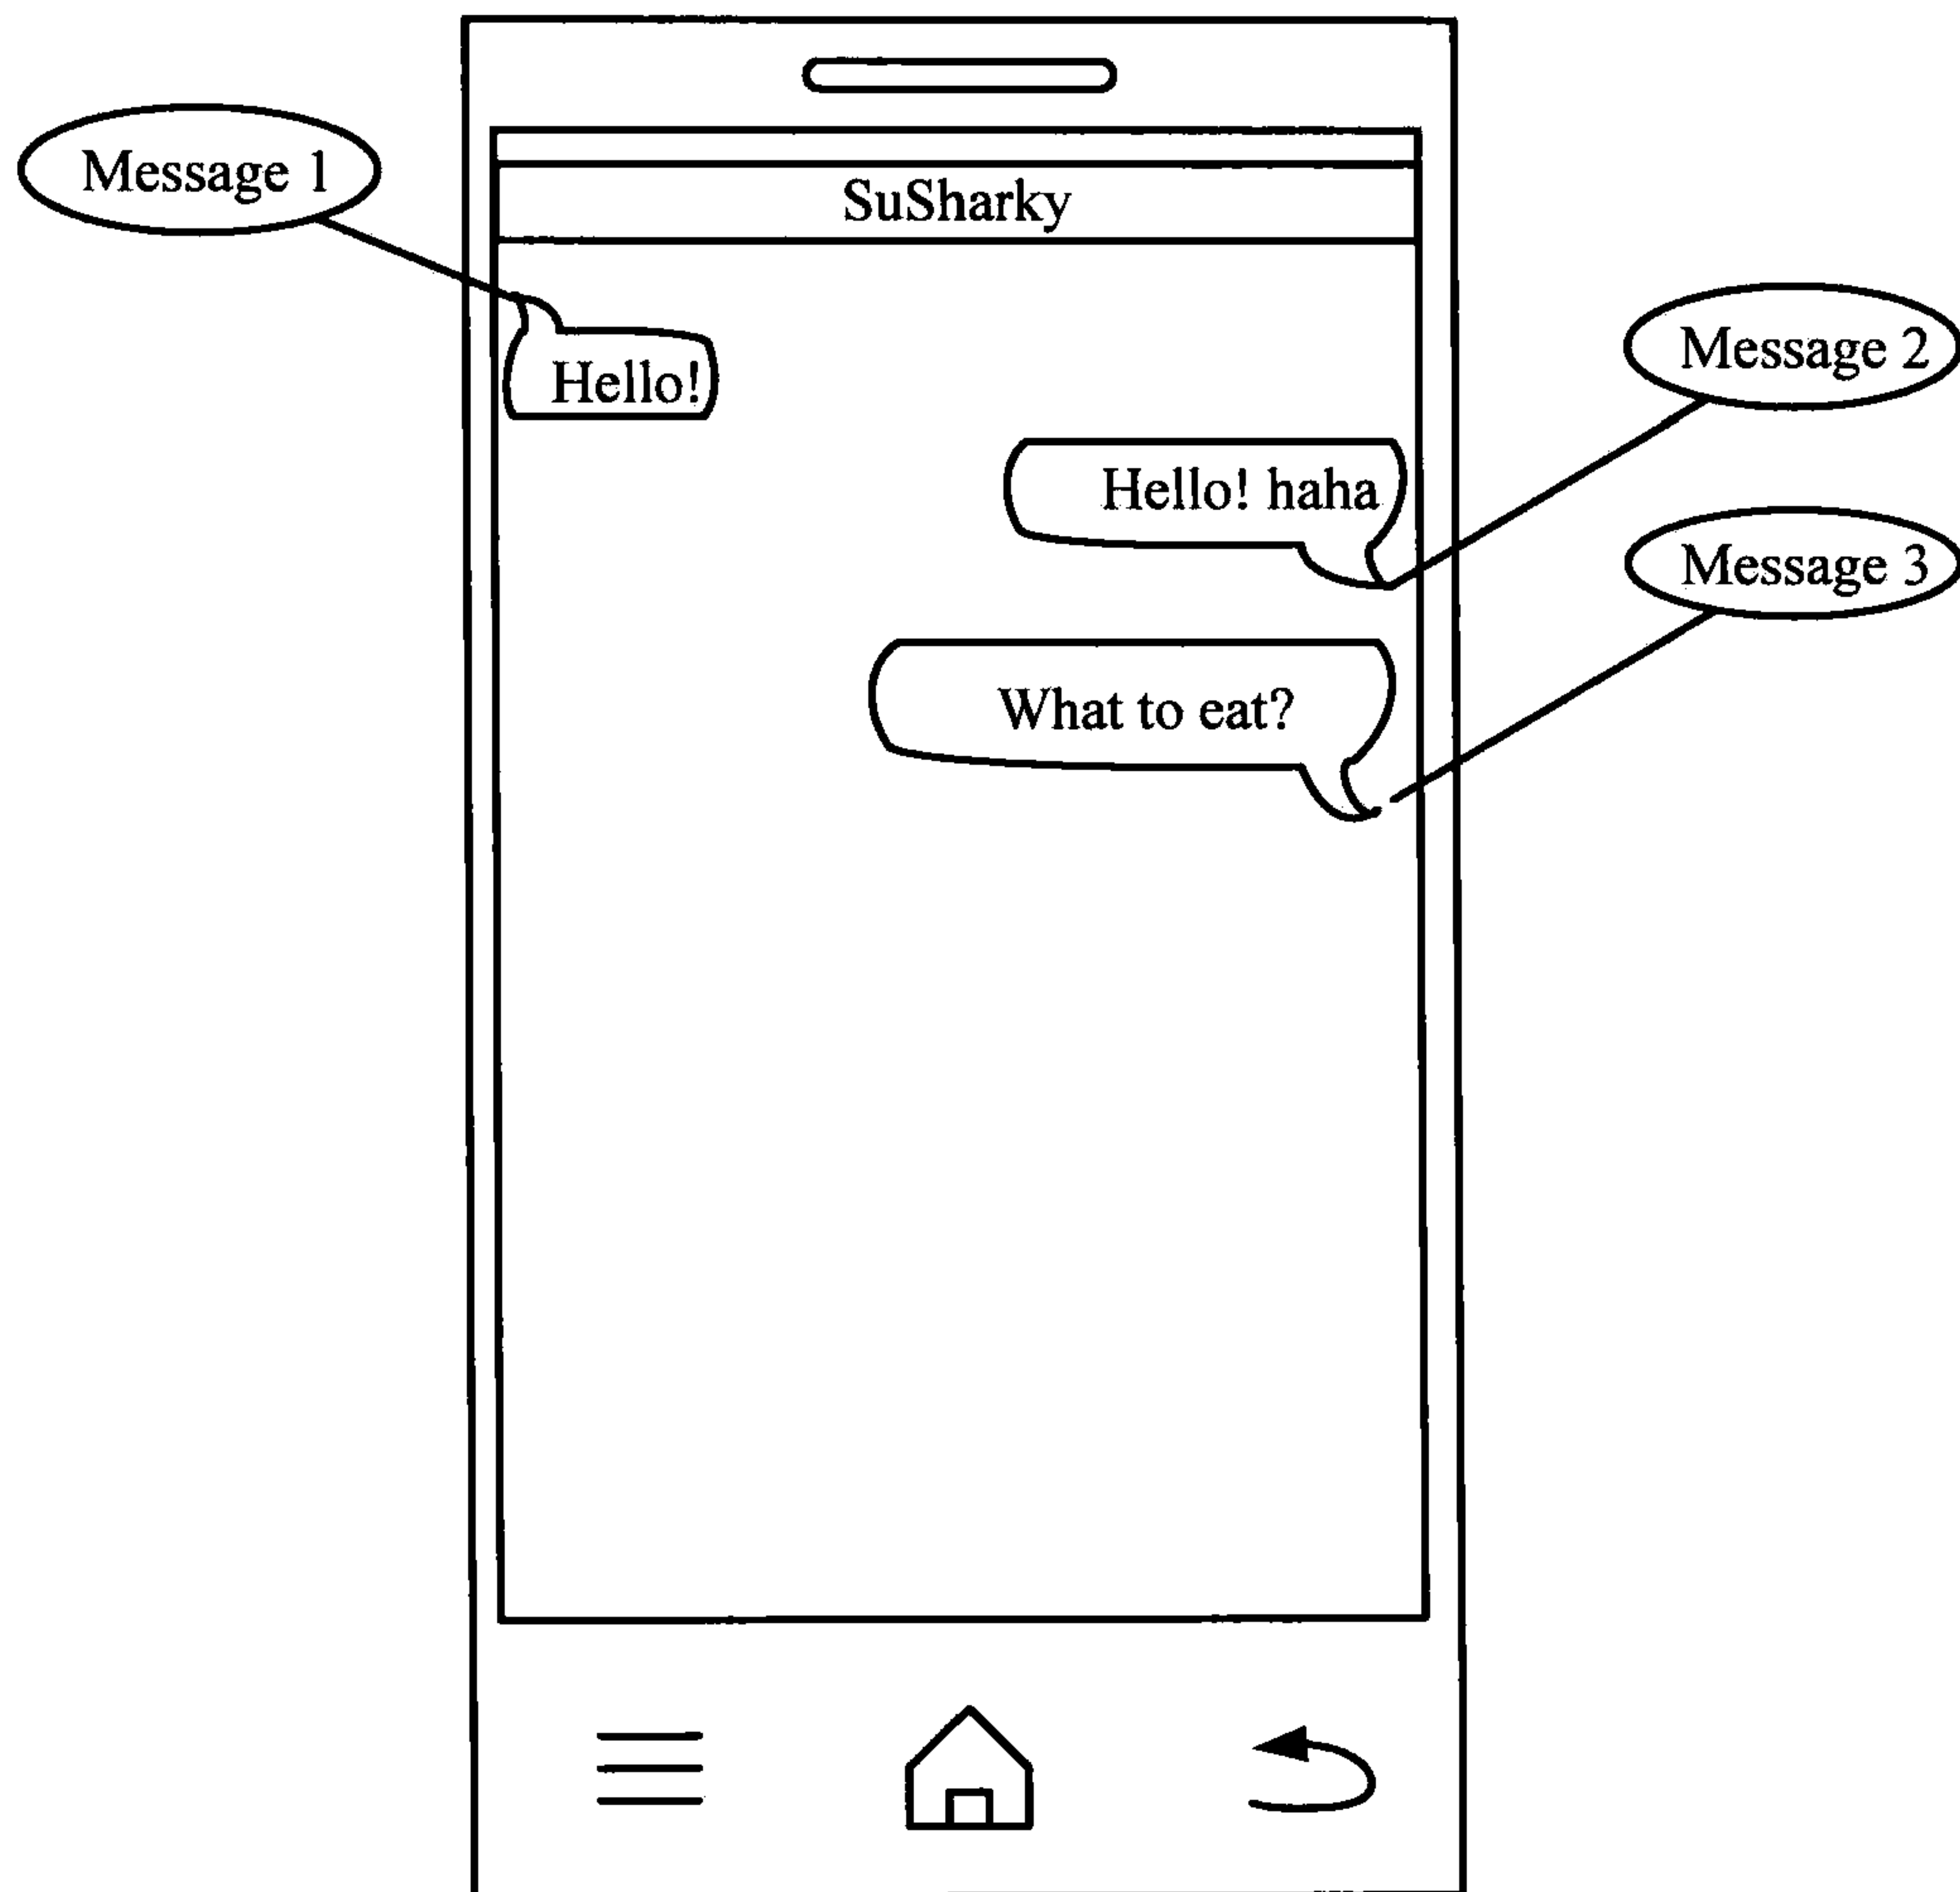 Message 1
SuSharky
Hello!
Message 2
Hello! haha
Message 3
What to eat?